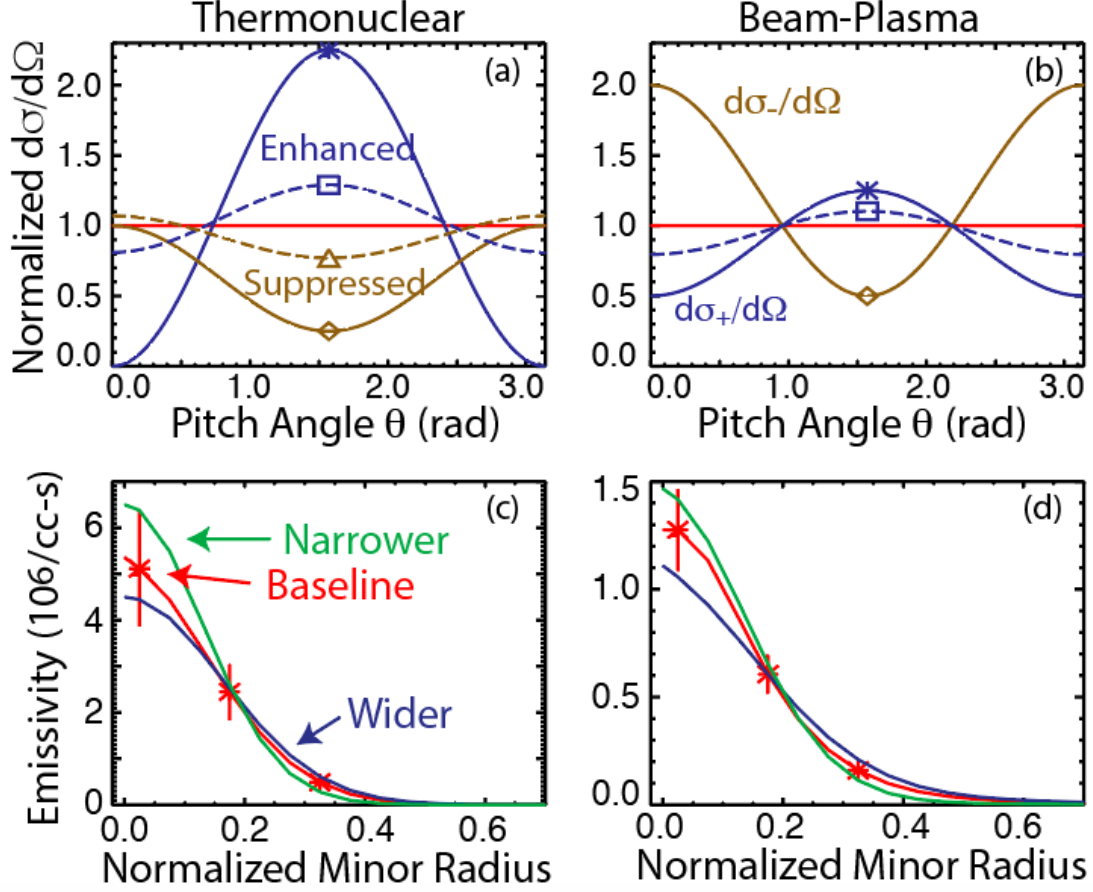 Thermonuclear
Beam-Plasma
Normalized dσ/dΩ
2.0
1.5
1.0
0.5
0.0
(a)
Enhanced
Suppressed
0.0 1.0 2.0 3.0
Pitch Angle θ (rad)
2.0
1.5
1.0
0.5
0.0
(b)
dσ₋/dΩ
dσ₊/dΩ
0.0 1.0 2.0 3.0
Pitch Angle θ (rad)
Emissivity (10⁶/cc-s)
6
4
2
0
(c)
Narrower
Baseline
Wider
0.0 0.2 0.4 0.6
Normalized Minor Radius
1.5
1.0
0.5
0.0
(d)
0.0 0.2 0.4 0.6
Normalized Minor Radius